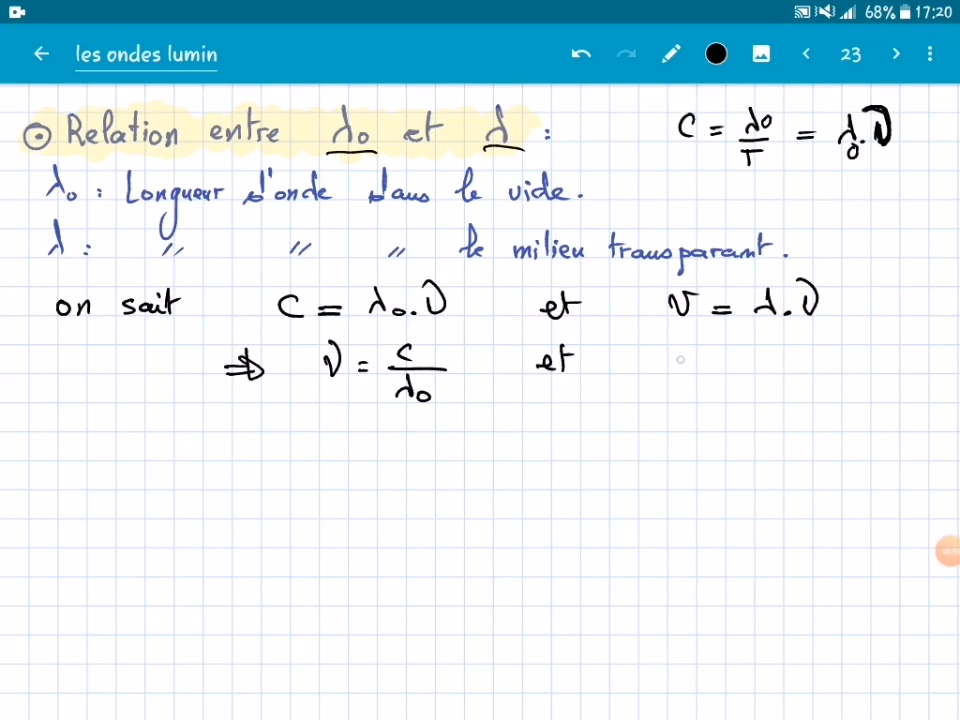 68% 17:20
les ondes lumin 23
Relation entre λ₀ et λ :
C = λ₀/T = λ₀.ν
λ₀ : Longueur d'onde dans le vide.
λ : " " " le milieu transparant.
on sait C = λ₀.ν et v = λ.ν
⇒ ν = C/λ₀ et